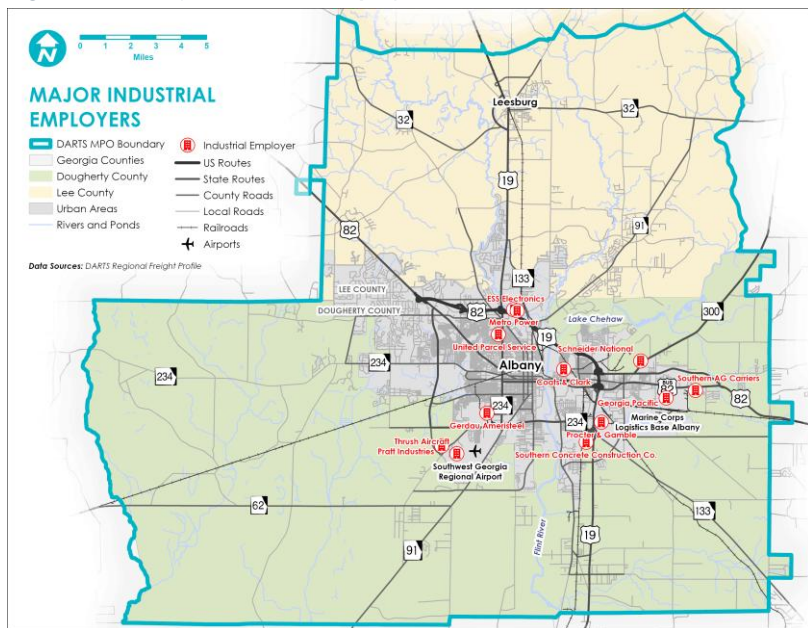 N
0 1 2 3 4 5
Miles
MAJOR INDUSTRIAL
EMPLOYERS
DARTS MPO Boundary
Georgia Counties
Dougherty County
Lee County
Urban Areas
Rivers and Ponds
Industrial Employer
US Routes
State Routes
County Roads
Local Roads
Railroads
Airports
Data Sources: DARTS Regional Freight Profile
Leesburg
32
32
19
82
91
133
LEE COUNTY
DOUGHERTY COUNTY
ESS Electronics
82
Metro Power
Lake Chehaw
300
19
United Parcel Service
Schneider National
234
234
Albany
Coats & Clark
Southern AG Carriers
BUS
82
82
Georgia Pacific
234
234
Marine Corps
Logistics Base Albany
Gerdau Ameristeel
Procter & Gamble
Thrush Aircraft
Pratt Industries
Southern Concrete Construction Co.
Southwest Georgia
Regional Airport
62
133
Flint River
19
91